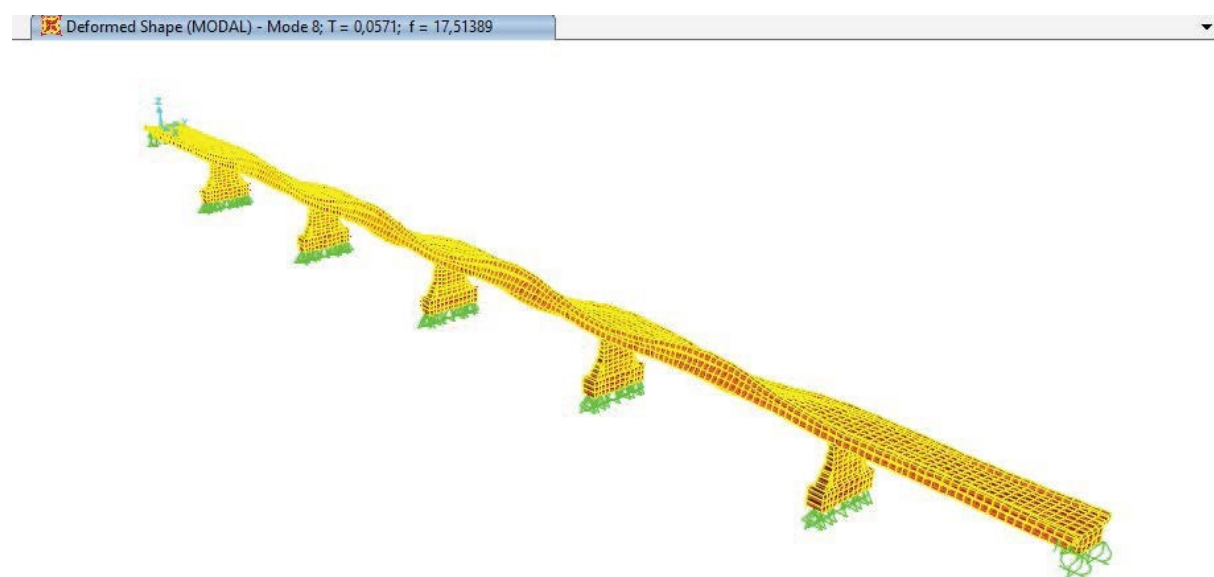 Deformed Shape (MODAL) - Mode 8; T = 0,0571; f = 17,51389
Z